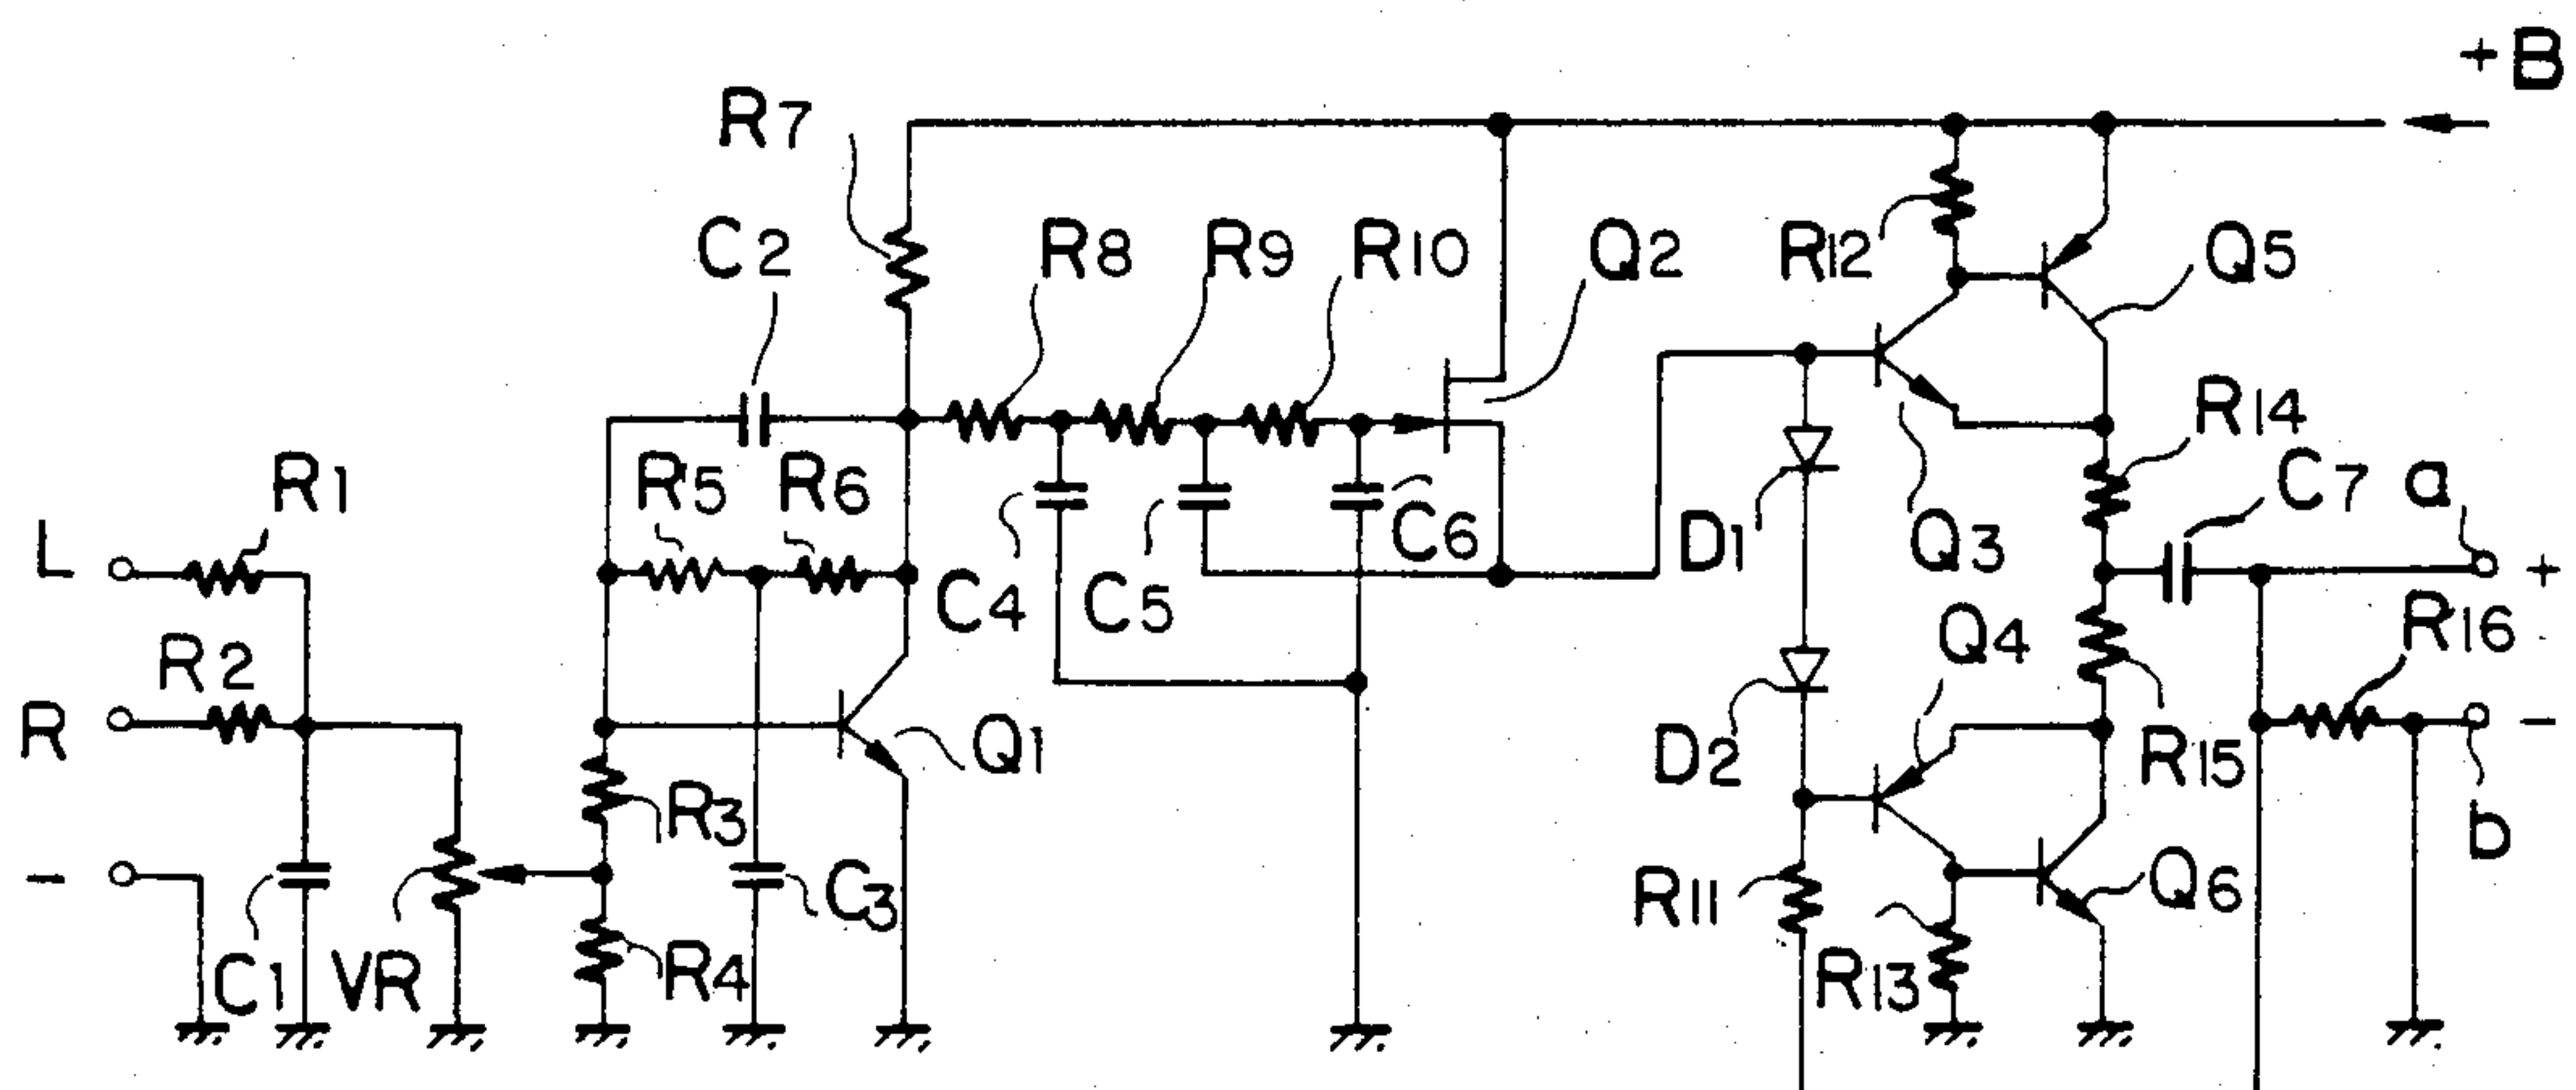 +B
R7
C2
R8
R9
R10
Q2
R12
Q5
R14
C7
a
+
L
R1
R5
R6
C4
C5
C6
D1
Q3
R2
R
Q4
R16
-
Q1
D2
R15
b
R3
-
C1
VR
R4
C3
R11
R13
Q6